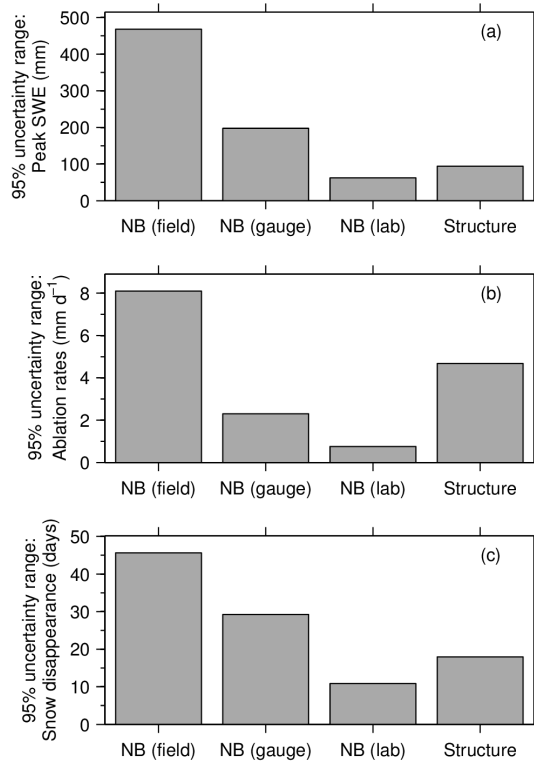 95% uncertainty range:
Peak SWE (mm)
500
400
300
200
100
0
(a)
NB (field) NB (gauge) NB (lab) Structure
95% uncertainty range:
Ablation rates (mm d⁻¹)
8
6
4
2
0
(b)
NB (field) NB (gauge) NB (lab) Structure
95% uncertainty range:
Snow disappearance (days)
50
40
30
20
10
0
(c)
NB (field) NB (gauge) NB (lab) Structure